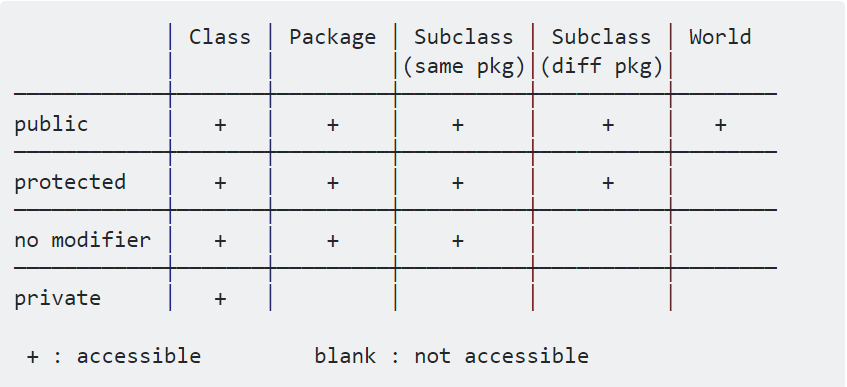 Class Package Subclass Subclass World
(same pkg) (diff pkg)
public + + + + +
protected + + + +
no modifier + + +
private +
+ : accessible blank : not accessible